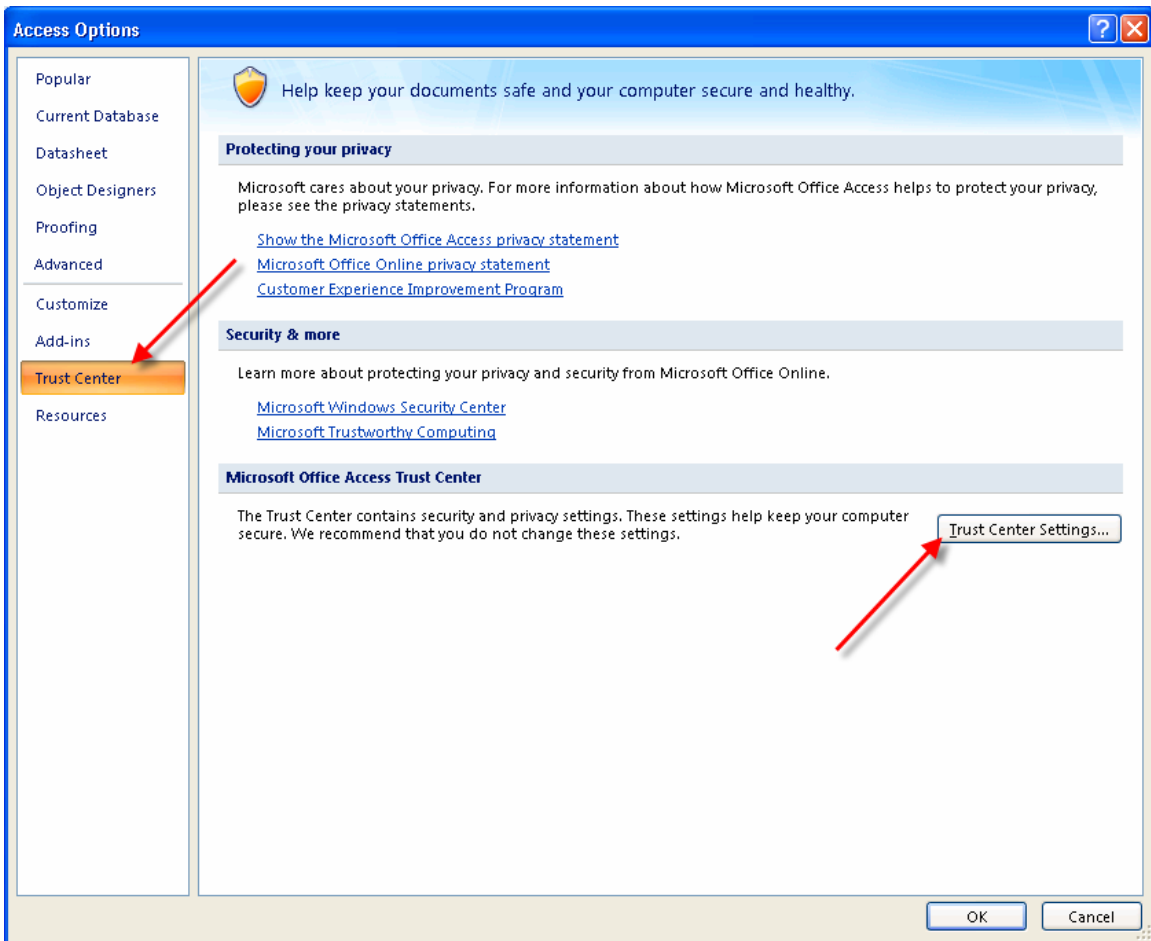 Access Options
Popular
Current Database
Datasheet
Object Designers
Proofing
Advanced
Customize
Add-ins
Trust Center
Resources
Help keep your documents safe and your computer secure and healthy.
Protecting your privacy
Microsoft cares about your privacy. For more information about how Microsoft Office Access helps to protect your privacy,
please see the privacy statements.
Show the Microsoft Office Access privacy statement
Microsoft Office Online privacy statement
Customer Experience Improvement Program
Security & more
Learn more about protecting your privacy and security from Microsoft Office Online.
Microsoft Windows Security Center
Microsoft Trustworthy Computing
Microsoft Office Access Trust Center
The Trust Center contains security and privacy settings. These settings help keep your computer
secure. We recommend that you do not change these settings.
Trust Center Settings...
OK
Cancel